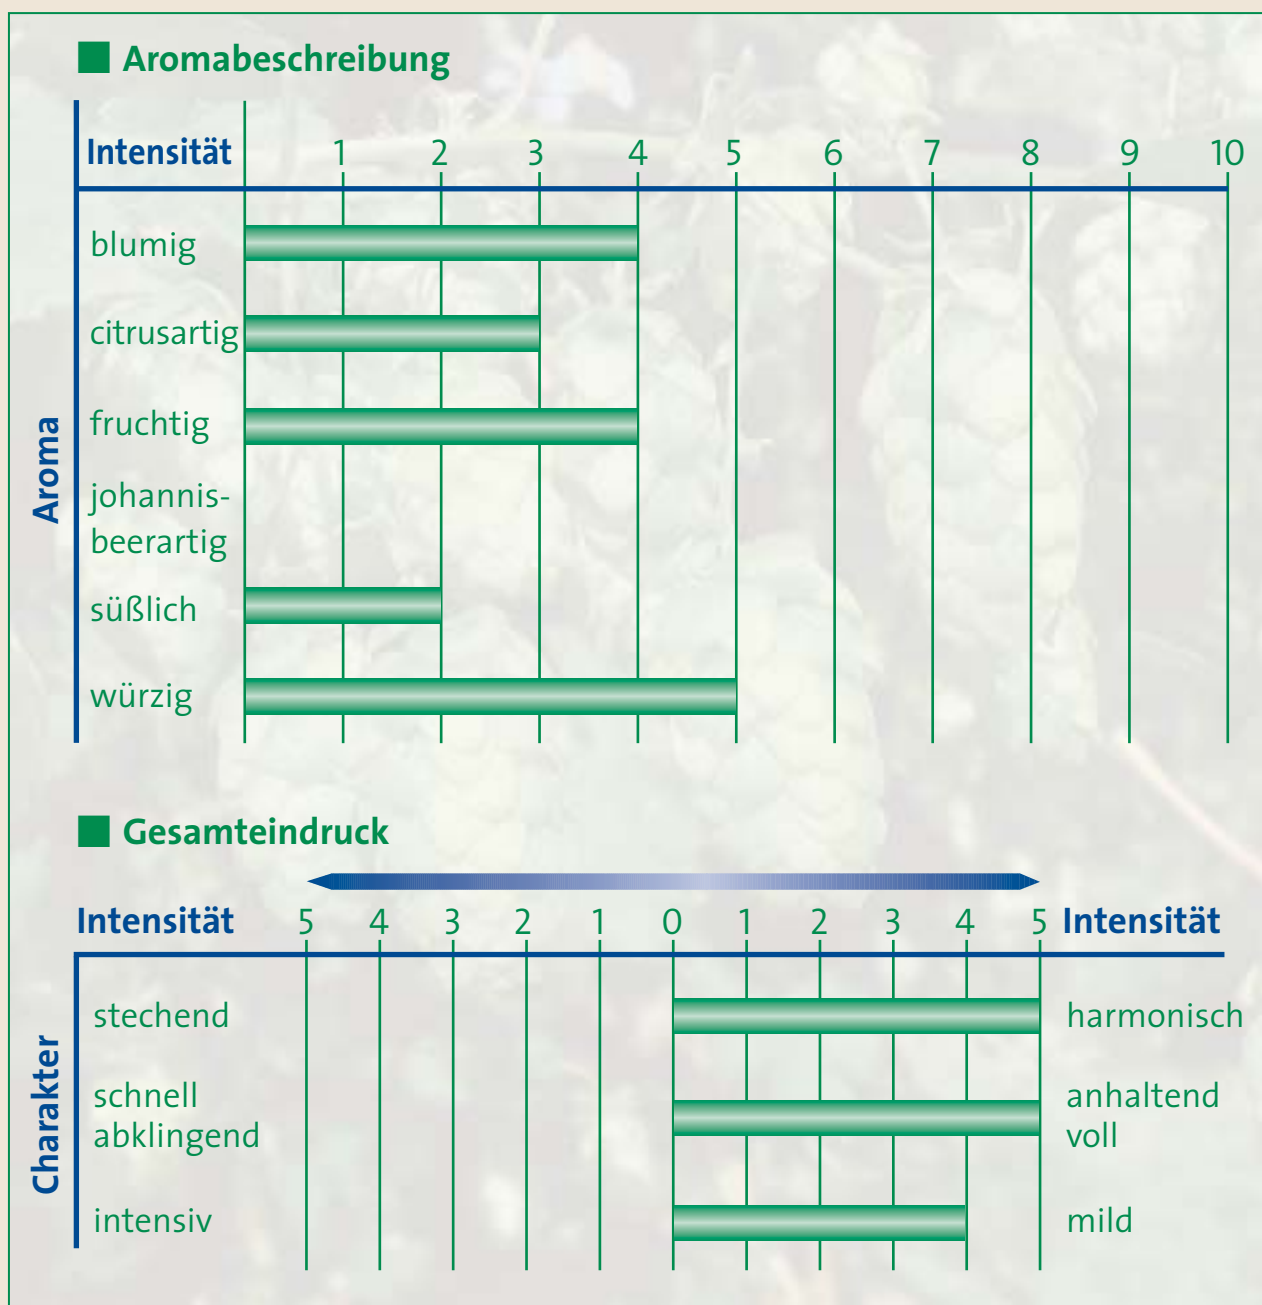 Aromabeschreibung
Intensität 1 2 3 4 5 6 7 8 9 10
Aroma
blumig
citrusartig
fruchtig
johannis-
beerartig
süßlich
würzig
Gesamteindruck
Intensität 5 4 3 2 1 0 1 2 3 4 5 Intensität
Charakter
stechend harmonisch
schnell anhaltend
abklingend voll
intensiv mild